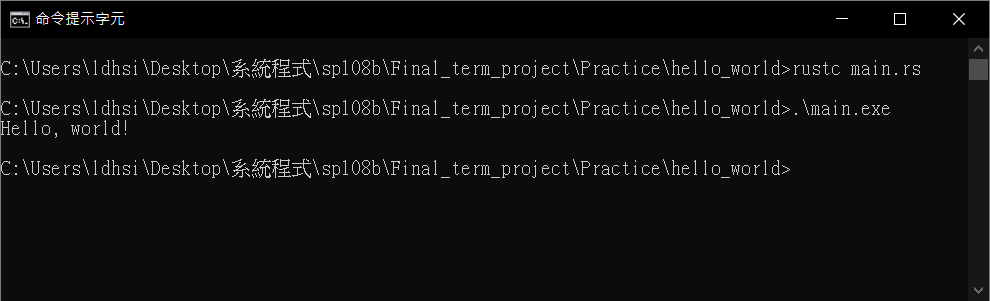 命令提示字元
C:\Users\ldhsi\Desktop\系統程式\sp108b\Final_term_project\Practice\hello_world>rustc main.rs
C:\Users\ldhsi\Desktop\系統程式\sp108b\Final_term_project\Practice\hello_world>.\main.exe
Hello, world!
C:\Users\ldhsi\Desktop\系統程式\sp108b\Final_term_project\Practice\hello_world>